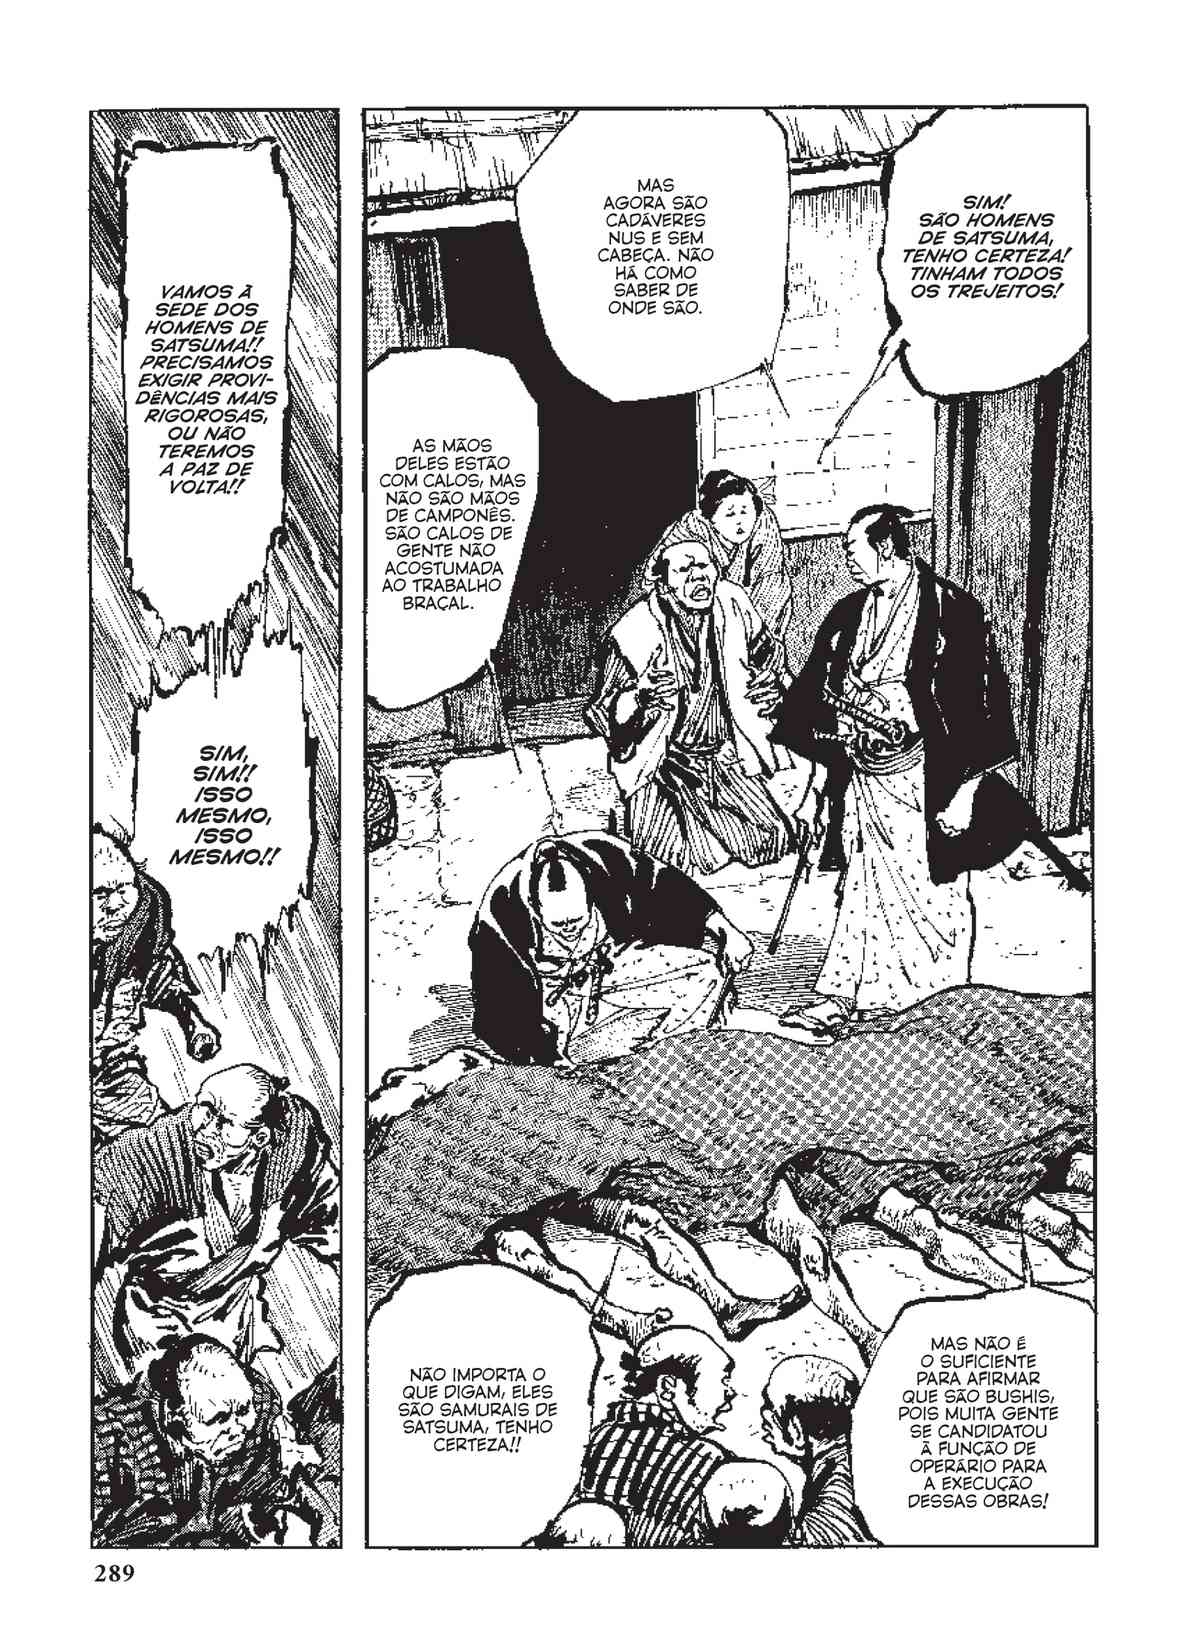 SIM!
SÃO HOMENS
DE SATSUMA,
TENHO CERTEZA!
TINHAM TODOS
OS TREJEITOS!
MAS
AGORA SÃO
CADÁVERES
NUS E SEM
CABEÇA. NÃO
HÁ COMO
SABER DE
ONDE SÃO.
AS MÃOS
DELES ESTÃO
COM CALOS, MAS
NÃO SÃO MÃOS
DE CAMPONÊS.
SÃO CALOS DE
GENTE NÃO
ACOSTUMADA
AO TRABALHO
BRAÇAL.
MAS NÃO É
O SUFICIENTE
PARA AFIRMAR
QUE SÃO BUSHIS,
POIS MUITA GENTE
SE CANDIDATOU
À FUNÇÃO DE
OPERÁRIO PARA
A EXECUÇÃO
DESSAS OBRAS!
NÃO IMPORTA O
QUE DIGAM, ELES
SÃO SAMURAIS DE
SATSUMA, TENHO
CERTEZA!!
VAMOS À
SEDE DOS
HOMENS DE
SATSUMA!!
PRECISAMOS
EXIGIR PROVI-
DÊNCIAS MAIS
RIGOROSAS,
OU NÃO
TEREMOS
A PAZ DE
VOLTA!!
SIM,
SIM!!
ISSO
MESMO,
ISSO
MESMO!!
289